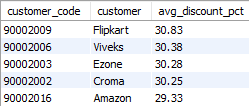 customer_code customer avg_discount_pct
90002009 Flipkart 30.83
90002006 Viveks 30.38
90002003 Ezone 30.28
90002002 Croma 30.25
90002016 Amazon 29.33